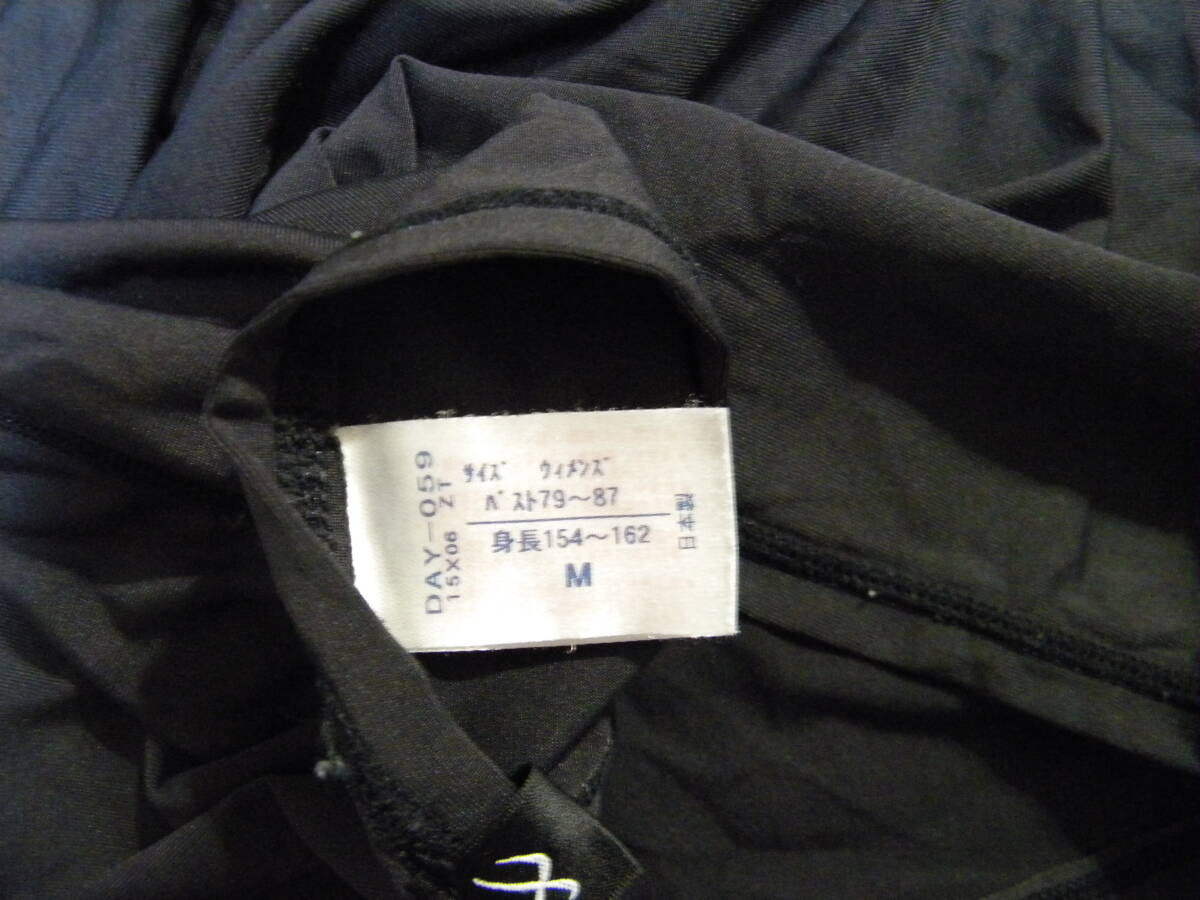 サイズ ウィメンズ
バスト79〜87
身長154〜162
M
DAY-059
15X06 ZT
日本製